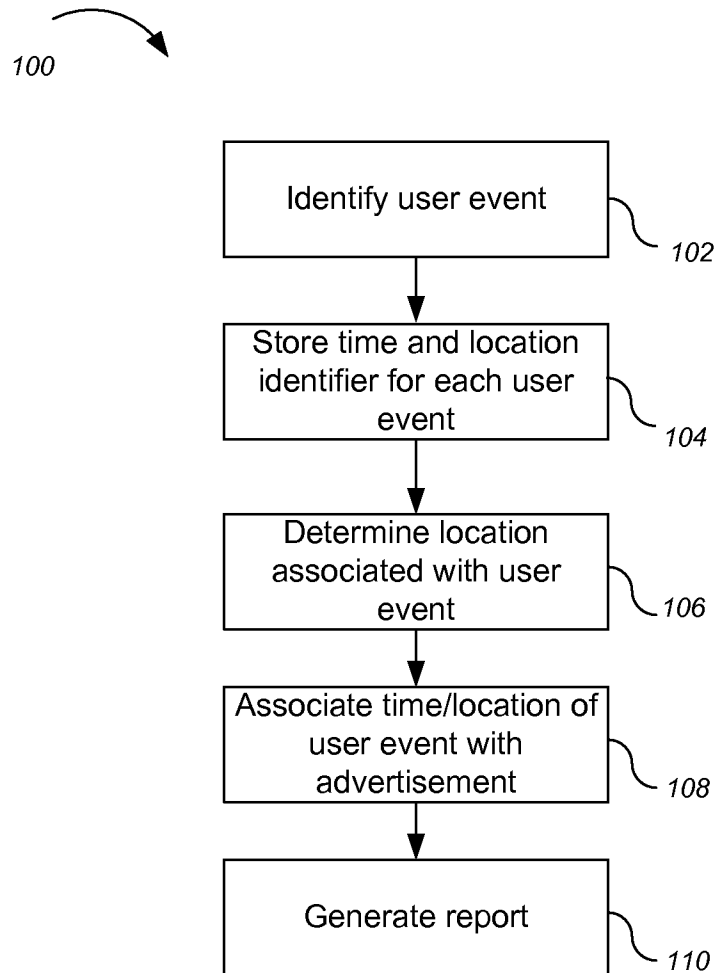 100
Identify user event
102
Store time and location
identifier for each user
event
104
Determine location
associated with user
event
106
Associate time/location of
user event with
advertisement
108
Generate report
110